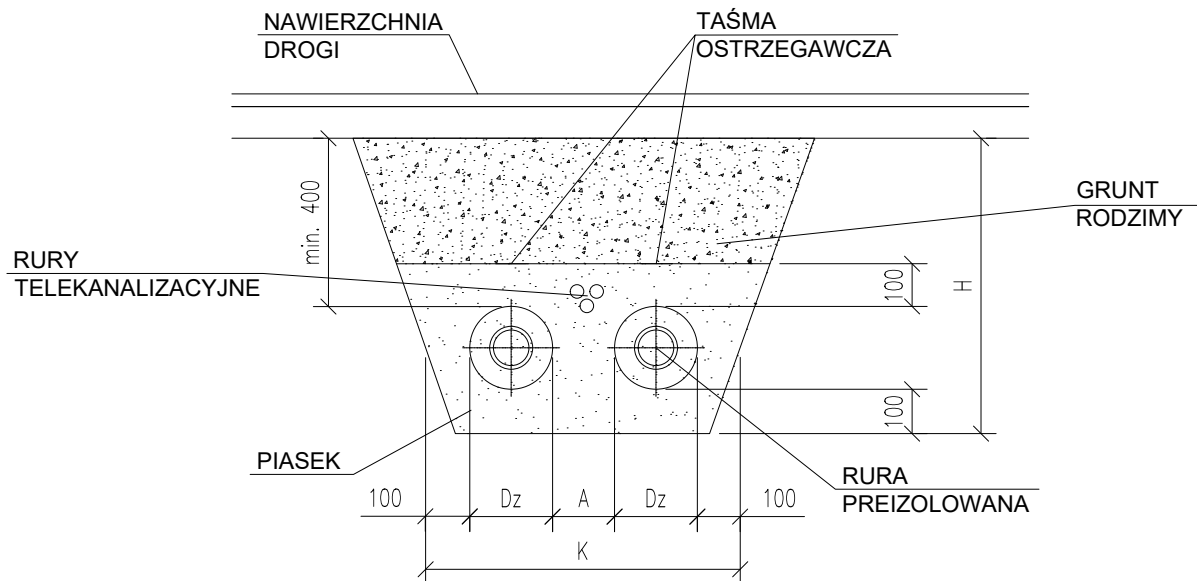 NAWIERZCHNIA
DROGI
TAŚMA
OSTRZEGAWCZA
GRUNT
RODZIMY
min. 400
RURY
TELEKANALIZACYJNE
100
H
100
PIASEK
RURA
PREIZOLOWANA
100
Dz
A
Dz
100
K